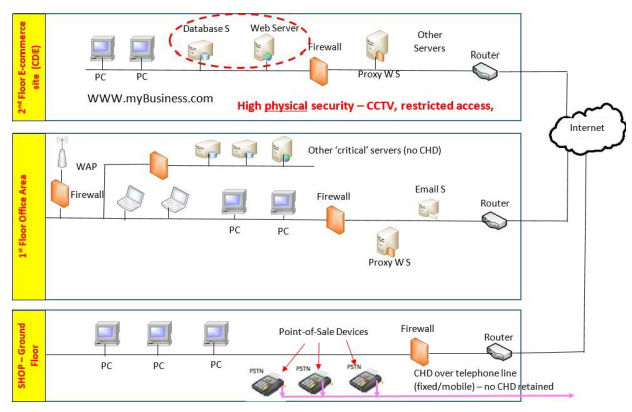 2nd Floor E-commerce
site (CDE)
Database S
Web Server
Firewall
Other
Servers
Router
PC
PC
Proxy W S
WWW.myBusiness.com
High physical security – CCTV, restricted access,
Internet
1st Floor Office Area
WAP
Other 'critical' servers (no CHD)
Firewall
Firewall
Email S
Router
PC
PC
Proxy W S
SHOP – Ground
Floor
Point-of-Sale Devices
Firewall
Router
PC
PC
PC
PSTN
PSTN
PSTN
CHD over telephone line
(fixed/mobile) – no CHD retained